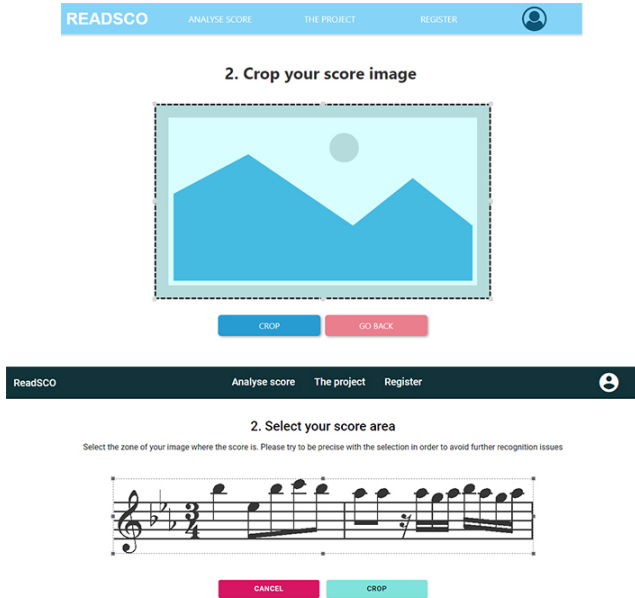 READSCO ANALYSE SCORE THE PROJECT REGISTER
2. Crop your score image
CROP GO BACK
ReadSCO Analyse score The project Register
2. Select your score area
Select the zone of your image where the score is. Please try to be precise with the selection in order to avoid further recognition issues
3
4
CANCEL CROP